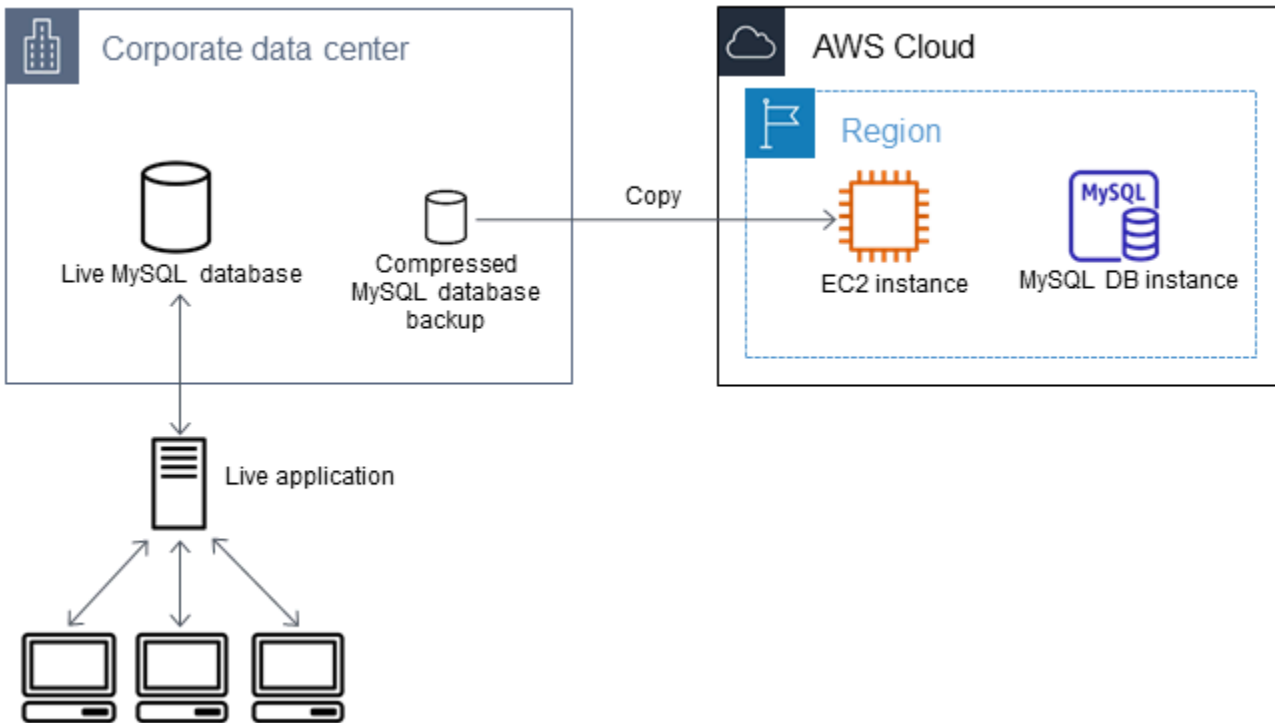 Corporate data center
AWS Cloud
Region
Copy
MySQL
Live MySQL database
Compressed
MySQL database
backup
EC2 instance
MySQL DB instance
Live application